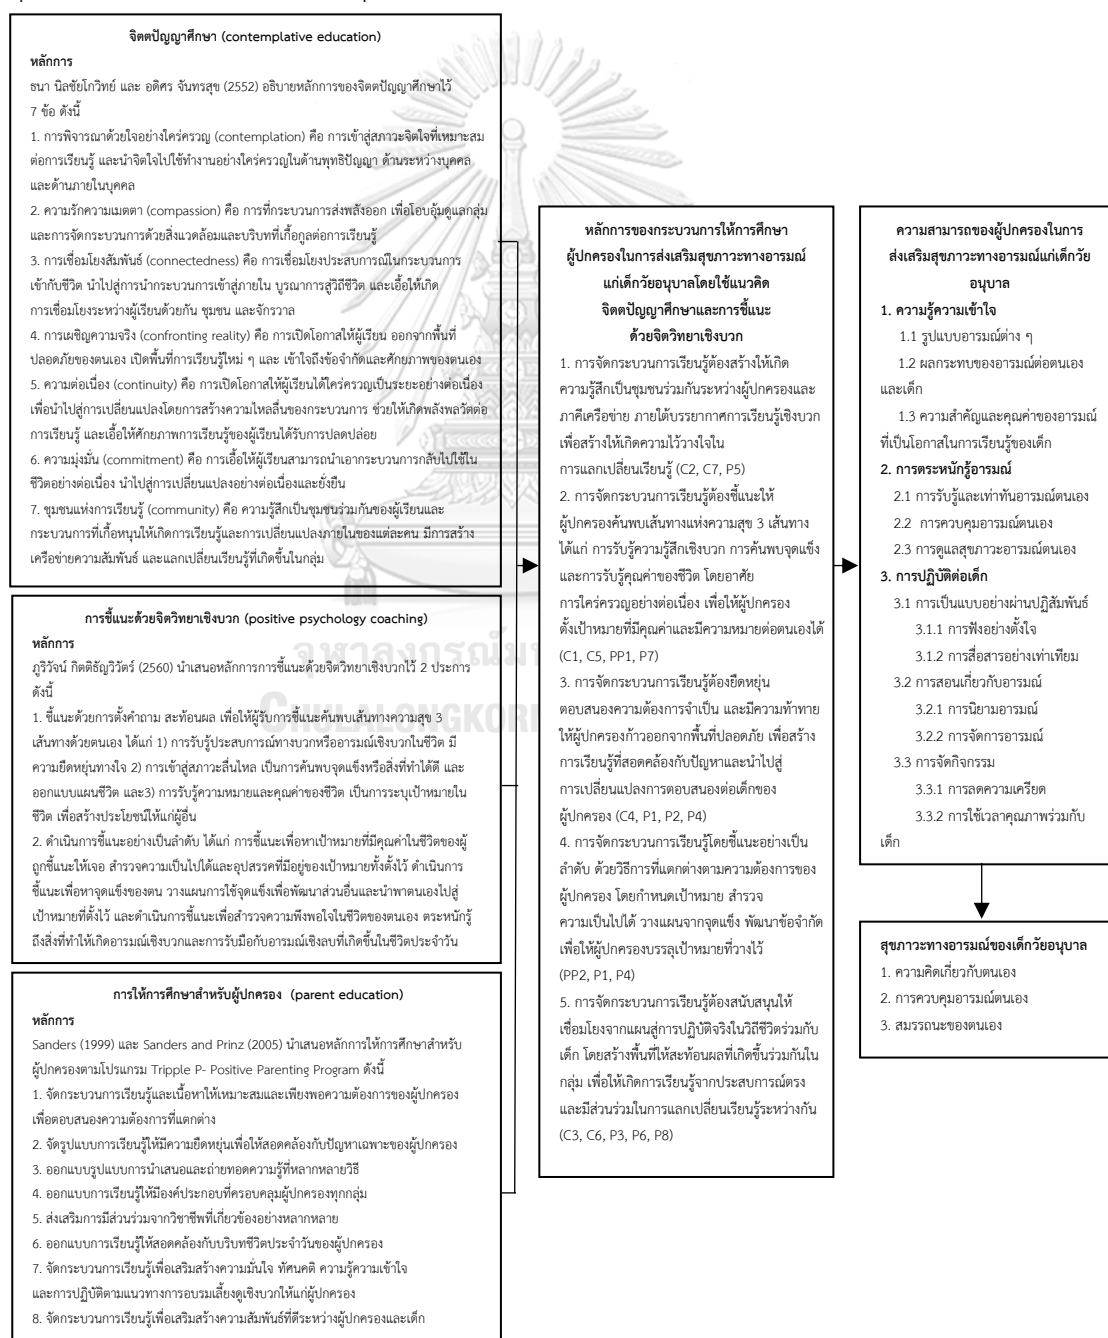 จิตตปัญญาศึกษา (contemplative education)
หลักการ
ธนา นิลชัยโกวิทย์ และ อดิศร จันทรสุข (2552) อธิบายหลักการของจิตตปัญญาศึกษาไว้
7 ข้อ ดังนี้
1. การพิจารณาด้วยใจอย่างใคร่ครวญ (contemplation) คือ การเข้าสู่สภาวะจิตใจที่เหมาะสม
ต่อการเรียนรู้ และนำจิตใจไปใช้ทำงานอย่างใคร่ครวญในด้านพุทธิปัญญา ด้านระหว่างบุคคล
และด้านภายในบุคคล
2. ความรักความเมตตา (compassion) คือ การที่กระบวนการส่งพลังออก เพื่อโอบอุ้มดูแลกลุ่ม
และการจัดกระบวนการด้วยสิ่งแวดล้อมและบริบทที่เกื้อกูลต่อการเรียนรู้
3. การเชื่อมโยงสัมพันธ์ (connectedness) คือ การเชื่อมโยงประสบการณ์ในกระบวนการ
เข้ากับชีวิต นำไปสู่การนำกระบวนการเข้าสู่ภายใน บูรณาการสู่วิถีชีวิต และเอื้อให้เกิด
การเชื่อมโยงระหว่างผู้เรียนด้วยกัน ชุมชน และจักรวาล
4. การเผชิญความจริง (confronting reality) คือ การเปิดโอกาสให้ผู้เรียน ออกจากพื้นที่
ปลอดภัยของตนเอง เปิดพื้นที่การเรียนรู้ใหม่ ๆ และ เข้าใจถึงข้อจำกัดและศักยภาพของตนเอง
5. ความต่อเนื่อง (continuity) คือ การเปิดโอกาสให้ผู้เรียนได้ใคร่ครวญเป็นระยะอย่างต่อเนื่อง
เพื่อนำไปสู่การเปลี่ยนแปลงโดยการสร้างความไหลลื่นของกระบวนการ ช่วยให้เกิดพลังพลวัตต่อ
การเรียนรู้ และเอื้อให้ศักยภาพการเรียนรู้ของผู้เรียนได้รับการปลดปล่อย
6. ความมุ่งมั่น (commitment) คือ การเอื้อให้ผู้เรียนสามารถนำเอากระบวนการกลับไปใช้ใน
ชีวิตอย่างต่อเนื่อง นำไปสู่การเปลี่ยนแปลงอย่างต่อเนื่องและยั่งยืน
7. ชุมชนแห่งการเรียนรู้ (community) คือ ความรู้สึกเป็นชุมชนร่วมกันของผู้เรียนและ
กระบวนการที่เกื้อหนุนให้เกิดการเรียนรู้และการเปลี่ยนแปลงภายในของแต่ละคน มีการสร้าง
เครือข่ายความสัมพันธ์ และแลกเปลี่ยนเรียนรู้ที่เกิดขึ้นในกลุ่ม
การชี้แนะด้วยจิตวิทยาเชิงบวก (positive psychology coaching)
หลักการ
ภูริวัจน์ กิตติธัญวิวัตร์ (2560) นำเสนอหลักการการชี้แนะด้วยจิตวิทยาเชิงบวกไว้ 2 ประการ
ดังนี้
1. ชี้แนะด้วยการตั้งคำถาม สะท้อนผล เพื่อให้ผู้รับการชี้แนะค้นพบเส้นทางความสุข 3
เส้นทางด้วยตนเอง ได้แก่ 1) การรับรู้ประสบการณ์ทางบวกหรืออารมณ์เชิงบวกในชีวิต มี
ความยืดหยุ่นทางใจ 2) การเข้าสู่สภาวะลื่นไหล เป็นการค้นพบจุดแข็งหรือสิ่งที่ทำได้ดี และ
ออกแบบแผนชีวิต และ3) การรับรู้ความหมายและคุณค่าของชีวิต เป็นการระบุเป้าหมายใน
ชีวิต เพื่อสร้างประโยชน์ให้แก่ผู้อื่น
2. ดำเนินการชี้แนะอย่างเป็นลำดับ ได้แก่ การชี้แนะเพื่อหาเป้าหมายที่มีคุณค่าในชีวิตของผู้
ถูกชี้แนะให้เจอ สำรวจความเป็นไปได้และอุปสรรคที่มีอยู่ของเป้าหมายทั้งตั้งไว้ ดำเนินการ
ชี้แนะเพื่อหาจุดแข็งของตน วางแผนการใช้จุดแข็งเพื่อพัฒนาส่วนอื่นและนำพาตนเองไปสู่
เป้าหมายที่ตั้งไว้ และดำเนินการชี้แนะเพื่อสำรวจความพึงพอใจในชีวิตของตนเอง ตระหนักรู้
ถึงสิ่งที่ทำให้เกิดอารมณ์เชิงบวกและการรับมือกับอารมณ์เชิงลบที่เกิดขึ้นในชีวิตประจำวัน
การให้การศึกษาสำหรับผู้ปกครอง (parent education)
หลักการ
Sanders (1999) และ Sanders and Prinz (2005) นำเสนอหลักการให้การศึกษาสำหรับ
ผู้ปกครองตามโปรแกรม Tripple P- Positive Parenting Program ดังนี้
1. จัดกระบวนการเรียนรู้และเนื้อหาให้เหมาะสมและเพียงพอความต้องการของผู้ปกครอง
เพื่อตอบสนองความต้องการที่แตกต่าง
2. จัดรูปแบบการเรียนรู้ให้มีความยืดหยุ่นเพื่อให้สอดคล้องกับปัญหาเฉพาะของผู้ปกครอง
3. ออกแบบรูปแบบการนำเสนอและถ่ายทอดความรู้ที่หลากหลายวิธี
4. ออกแบบการเรียนรู้ให้มีองค์ประกอบที่ครอบคลุมผู้ปกครองทุกกลุ่ม
5. ส่งเสริมการมีส่วนร่วมจากวิชาชีพที่เกี่ยวข้องอย่างหลากหลาย
6. ออกแบบการเรียนรู้ให้สอดคล้องกับบริบทชีวิตประจำวันของผู้ปกครอง
7. จัดกระบวนการเรียนรู้เพื่อเสริมสร้างความมั่นใจ ทัศนคติ ความรู้ความเข้าใจ
และการปฏิบัติตามแนวทางการอบรมเลี้ยงดูเชิงบวกให้แก่ผู้ปกครอง
8. จัดกระบวนการเรียนรู้เพื่อเสริมสร้างความสัมพันธ์ที่ดีระหว่างผู้ปกครองและเด็ก
หลักการของกระบวนการให้การศึกษา
ผู้ปกครองในการส่งเสริมสุขภาวะทางอารมณ์
แก่เด็กวัยอนุบาลโดยใช้แนวคิด
จิตตปัญญาศึกษาและการชี้แนะ
ด้วยจิตวิทยาเชิงบวก
1. การจัดกระบวนการเรียนรู้ต้องสร้างให้เกิด
ความรู้สึกเป็นชุมชนร่วมกันระหว่างผู้ปกครองและ
ภาคีเครือข่าย ภายใต้บรรยากาศการเรียนรู้เชิงบวก
เพื่อสร้างให้เกิดความไว้วางใจใน
การแลกเปลี่ยนเรียนรู้ (C2, C7, P5)
2. การจัดกระบวนการเรียนรู้ต้องชี้แนะให้
ผู้ปกครองค้นพบเส้นทางแห่งความสุข 3 เส้นทาง
ได้แก่ การรับรู้ความรู้สึกเชิงบวก การค้นพบจุดแข็ง
และการรับรู้คุณค่าของชีวิต โดยอาศัย
การใคร่ครวญอย่างต่อเนื่อง เพื่อให้ผู้ปกครอง
ตั้งเป้าหมายที่มีคุณค่าและมีความหมายต่อตนเองได้
(C1, C5, PP1, P7)
3. การจัดกระบวนการเรียนรู้ต้องยืดหยุ่น
ตอบสนองความต้องการจำเป็น และมีความท้าทาย
ให้ผู้ปกครองก้าวออกจากพื้นที่ปลอดภัย เพื่อสร้าง
การเรียนรู้ที่สอดคล้องกับปัญหาและนำไปสู่
การเปลี่ยนแปลงการตอบสนองต่อเด็กของ
ผู้ปกครอง (C4, P1, P2, P4)
4. การจัดกระบวนการเรียนรู้โดยชี้แนะอย่างเป็น
ลำดับ ด้วยวิธีการที่แตกต่างตามความต้องการของ
ผู้ปกครอง โดยกำหนดเป้าหมาย สำรวจ
ความเป็นไปได้ วางแผนจากจุดแข็ง พัฒนาข้อจำกัด
เพื่อให้ผู้ปกครองบรรลุเป้าหมายที่วางไว้
(PP2, P1, P4)
5. การจัดกระบวนการเรียนรู้ต้องสนับสนุนให้
เชื่อมโยงจากแผนสู่การปฏิบัติจริงในวิถีชีวิตร่วมกับ
เด็ก โดยสร้างพื้นที่ให้สะท้อนผลที่เกิดขึ้นร่วมกันใน
กลุ่ม เพื่อให้เกิดการเรียนรู้จากประสบการณ์ตรง
และมีส่วนร่วมในการแลกเปลี่ยนเรียนรู้ระหว่างกัน
(C3, C6, P3, P6, P8)
ความสามารถของผู้ปกครองในการ
ส่งเสริมสุขภาวะทางอารมณ์แก่เด็กวัย
อนุบาล
1. ความรู้ความเข้าใจ
1.1 รูปแบบอารมณ์ต่าง ๆ
1.2 ผลกระทบของอารมณ์ต่อตนเอง
และเด็ก
1.3 ความสำคัญและคุณค่าของอารมณ์
ที่เป็นโอกาสในการเรียนรู้ของเด็ก
2. การตระหนักรู้อารมณ์
2.1 การรับรู้และเท่าทันอารมณ์ตนเอง
2.2 การควบคุมอารมณ์ตนเอง
2.3 การดูแลสุขภาวะอารมณ์ตนเอง
3. การปฏิบัติต่อเด็ก
3.1 การเป็นแบบอย่างผ่านปฏิสัมพันธ์
3.1.1 การฟังอย่างตั้งใจ
3.1.2 การสื่อสารอย่างเท่าเทียม
3.2 การสอนเกี่ยวกับอารมณ์
3.2.1 การนิยามอารมณ์
3.2.2 การจัดการอารมณ์
3.3 การจัดกิจกรรม
3.3.1 การลดความเครียด
3.3.2 การใช้เวลาคุณภาพร่วมกับ
เด็ก
สุขภาวะทางอารมณ์ของเด็กวัยอนุบาล
1. ความคิดเกี่ยวกับตนเอง
2. การควบคุมอารมณ์ตนเอง
3. สมรรถนะของตนเอง